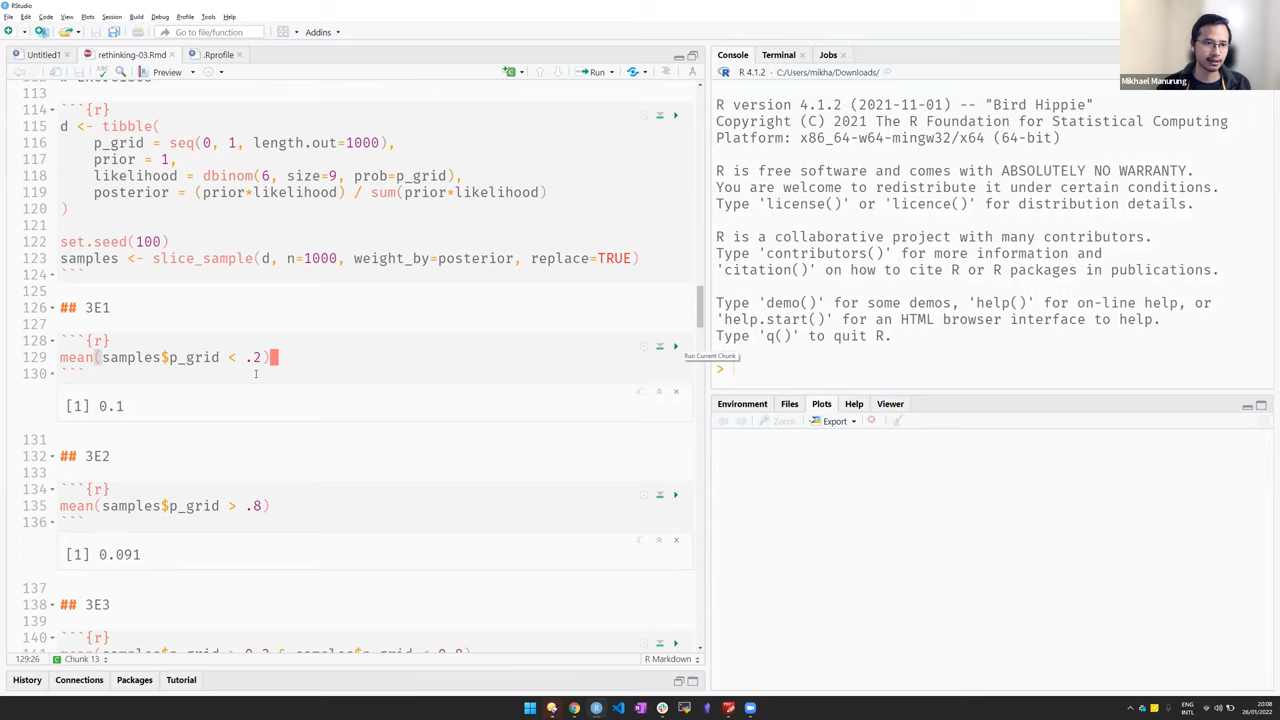 RStudio
File Edit Code View Plots Session Build Debug Profile Tools Help
Go to file/function
Addins
Untitled1
rethinking-03.Rmd
.Rprofile
Preview
Run
113
114 ```{r}
115 d <- tibble(
116 p_grid = seq(0, 1, length.out=1000),
117 prior = 1,
118 likelihood = dbinom(6, size=9, prob=p_grid),
119 posterior = (prior*likelihood) / sum(prior*likelihood)
120 )
121
122 set.seed(100)
123 samples <- slice_sample(d, n=1000, weight_by=posterior, replace=TRUE)
124 ```
125
126 ## 3E1
127
128 ```{r}
129 mean(samples$p_grid < .2)
130 ```
[1] 0.1
131
132 ## 3E2
133
134 ```{r}
135 mean(samples$p_grid > .8)
136 ```
[1] 0.091
137
138 ## 3E3
139
140 ```{r}
129:26
Chunk 13
R Markdown
History Connections Packages Tutorial
Run Current Chunk
Console Terminal Jobs
R 4.1.2 · C:/Users/mikha/Downloads/
R version 4.1.2 (2021-11-01) -- "Bird Hippie"
Copyright (C) 2021 The R Foundation for Statistical Computing
Platform: x86_64-w64-mingw32/x64 (64-bit)
R is free software and comes with ABSOLUTELY NO WARRANTY.
You are welcome to redistribute it under certain conditions.
Type 'license()' or 'licence()' for distribution details.
R is a collaborative project with many contributors.
Type 'contributors()' for more information and
'citation()' on how to cite R or R packages in publications.
Type 'demo()' for some demos, 'help()' for on-line help, or
'help.start()' for an HTML browser interface to help.
Type 'q()' to quit R.
>
Environment Files Plots Help Viewer
Zoom Export
Mikhael Manurung
ENG
INTL
20:08
26/01/2022